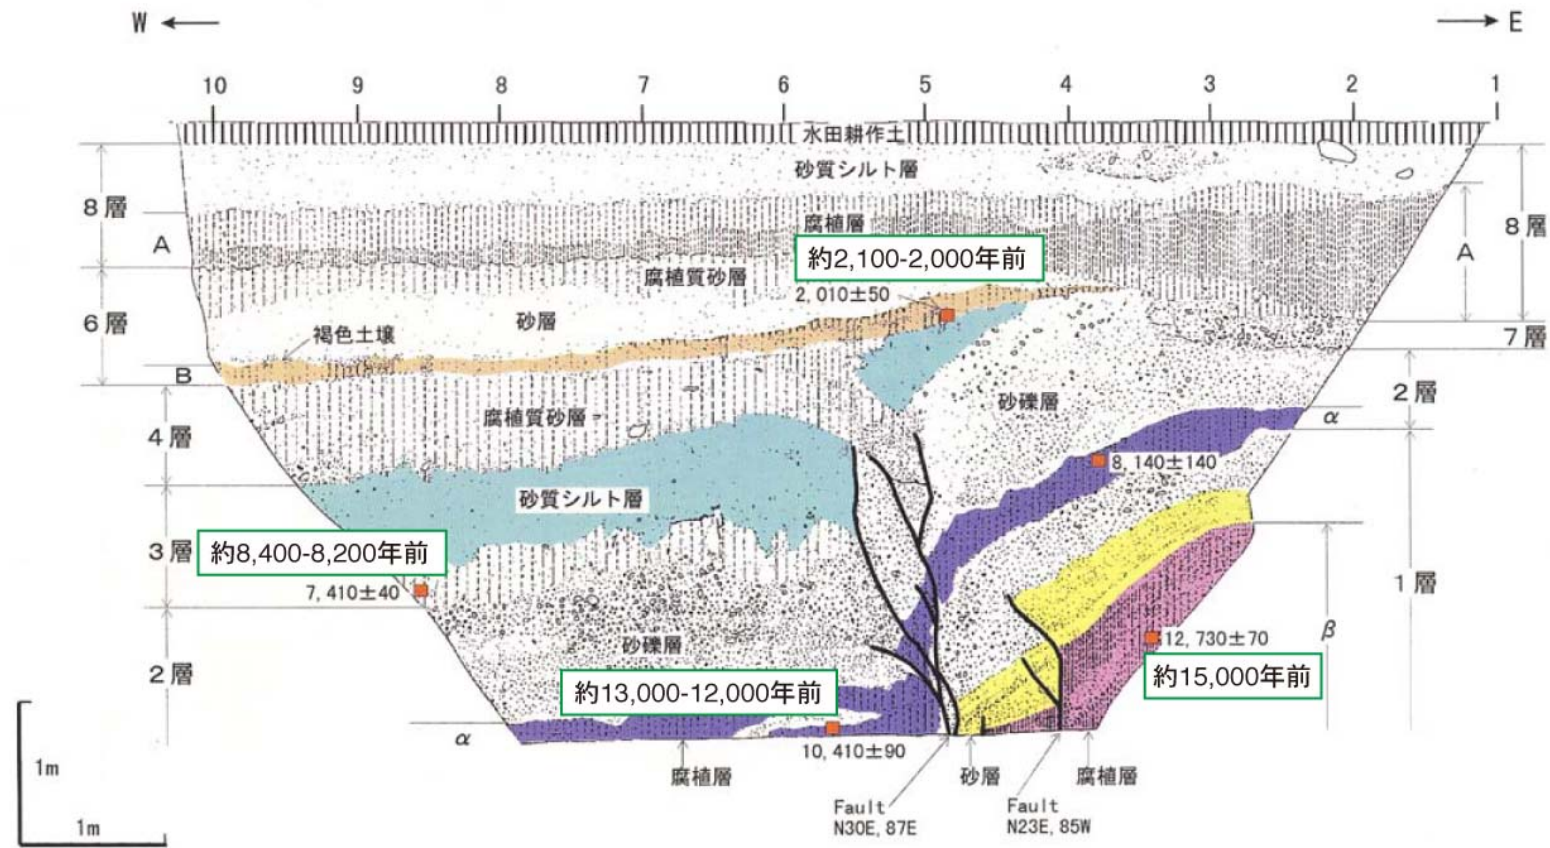 W
E
10 9 8 7 6 5 4 3 2 1
水田耕作土
砂質シルト層
8層
A
腐植層
約2,100-2,000年前
8層
A
腐植質砂層
2,010±50
6層
砂層
褐色土壌
7層
B
2層
腐植質砂層
砂礫層
α
4層
8,140±140
砂質シルト層
3層
約8,400-8,200年前
7,410±40
1層
砂礫層
β
12,730±70
2層
約13,000-12,000年前
約15,000年前
α
10,410±90
1m
腐植層
砂層
腐植層
Fault
N30E, 87E
Fault
N23E, 85W
1m